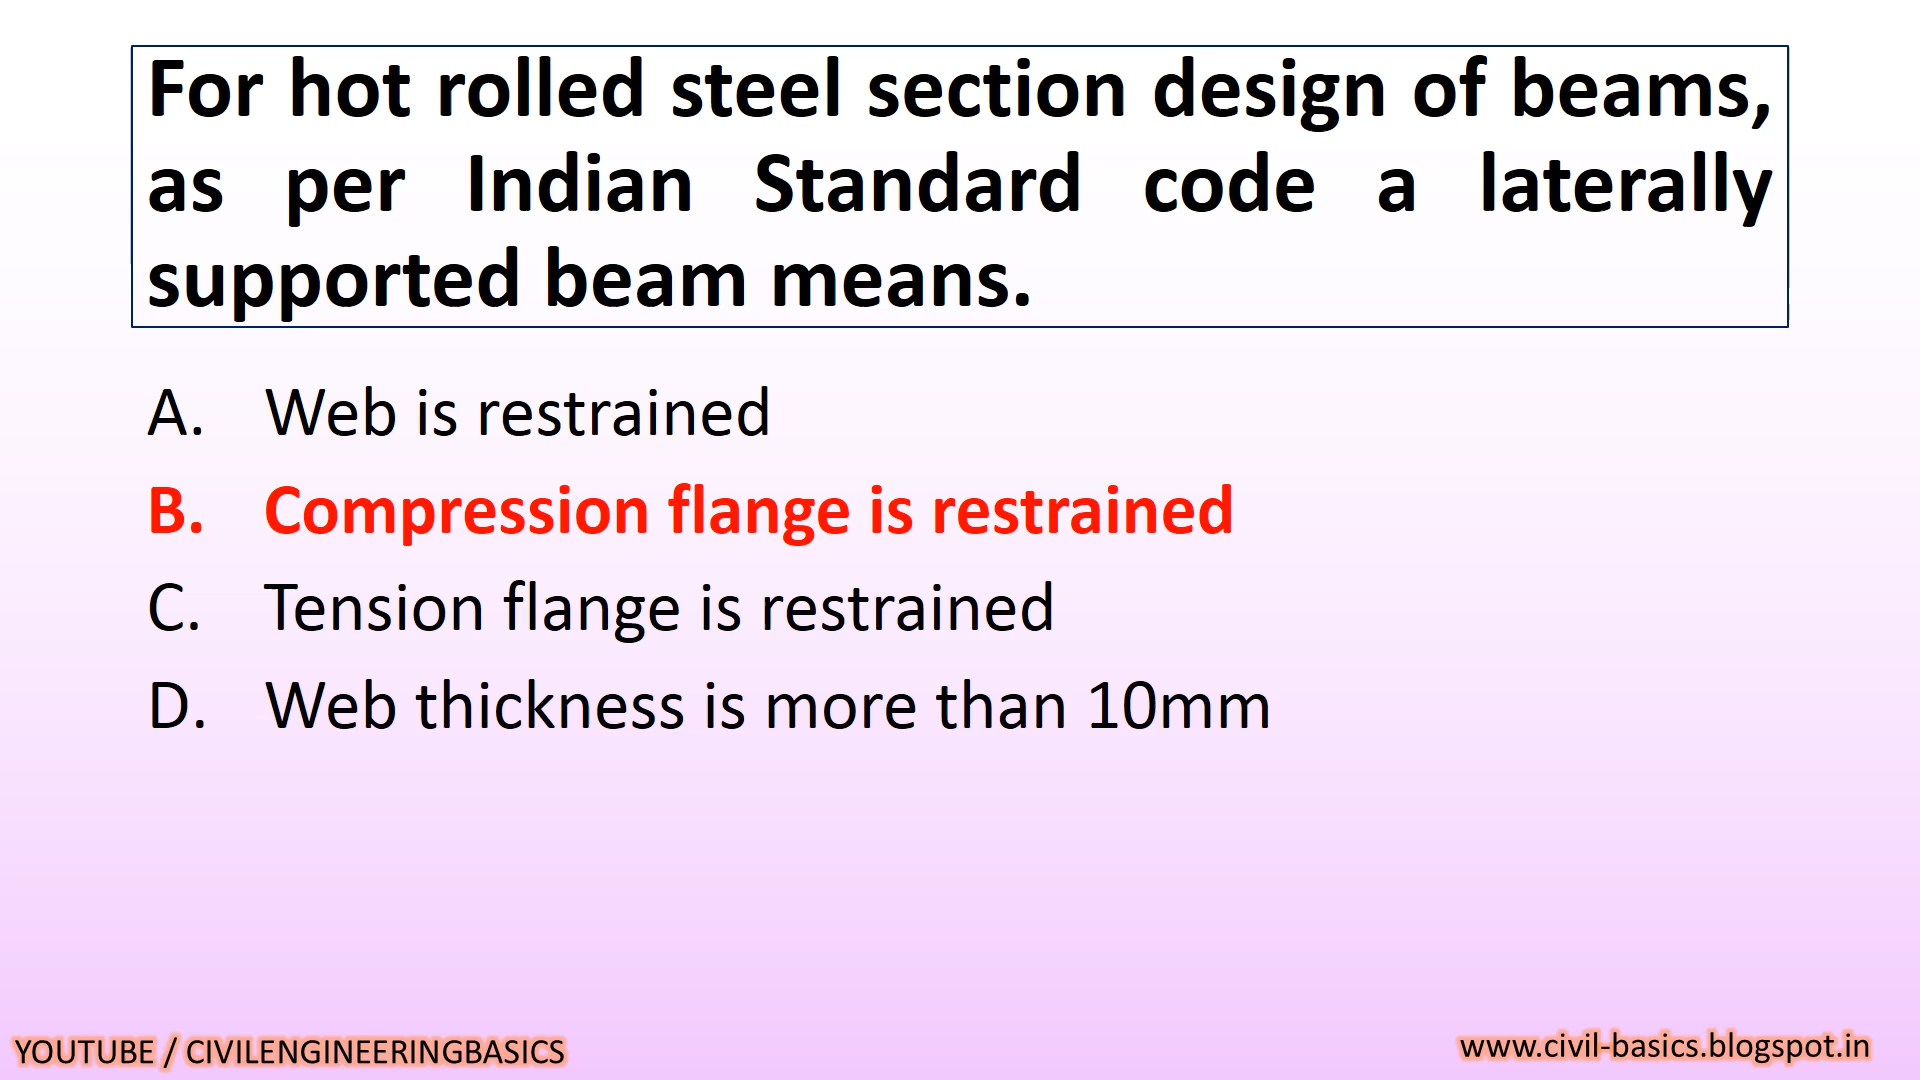 For hot rolled steel section design of beams,
as per Indian Standard code a laterally
supported beam means.
A. Web is restrained
B. Compression flange is restrained
C. Tension flange is restrained
D. Web thickness is more than 10mm
YOUTUBE / CIVILENGINEERINGBASICS
www.civil-basics.blogspot.in